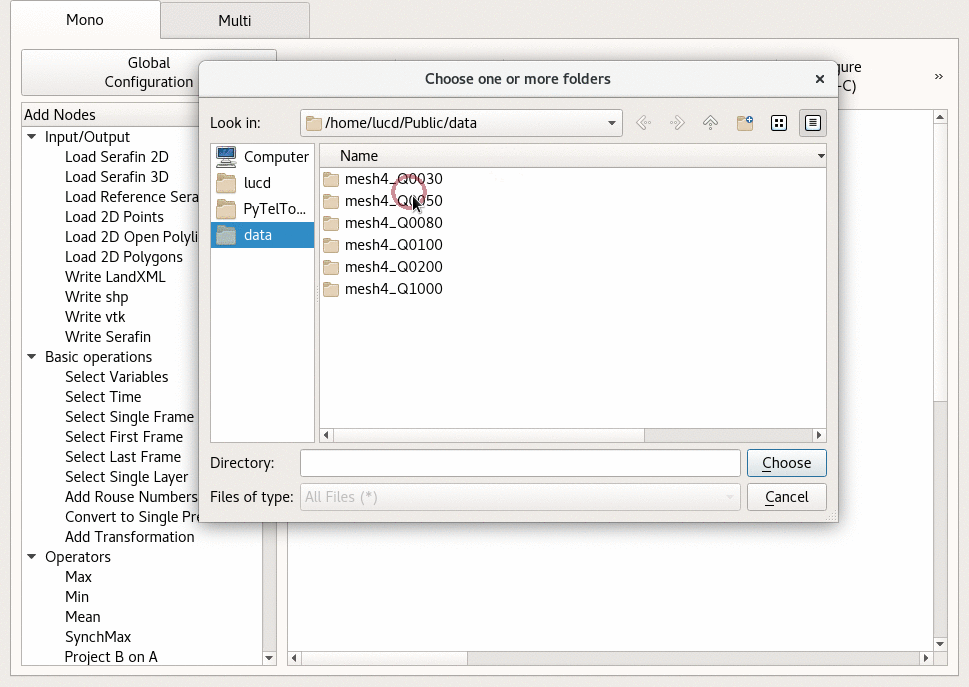 Mono
Multi
Global
Configuration
gure
-C)
»
Add Nodes
Input/Output
Load Serafin 2D
Load Serafin 3D
Load Reference Sera
Load 2D Points
Load 2D Open Polyli
Load 2D Polygons
Write LandXML
Write shp
Write vtk
Write Serafin
Basic operations
Select Variables
Select Time
Select Single Frame
Select First Frame
Select Last Frame
Select Single Layer
Add Rouse Numbers
Convert to Single Pre
Add Transformation
Operators
Max
Min
Mean
SynchMax
Project B on A
Choose one or more folders
Look in:
/home/lucd/Public/data
Computer
lucd
PyTelTo...
data
Name
mesh4_Q0030
mesh4_Q0050
mesh4_Q0080
mesh4_Q0100
mesh4_Q0200
mesh4_Q1000
Directory:
Choose
Files of type:
All Files (*)
Cancel